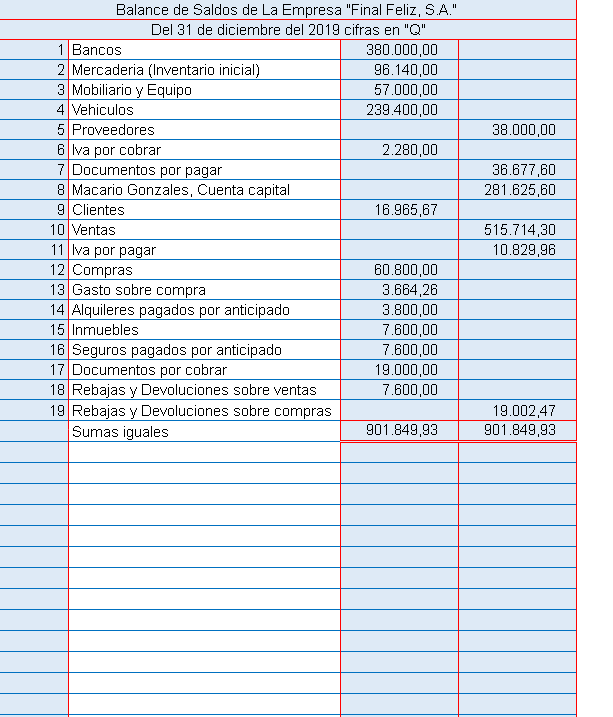 Balance de Saldos de La Empresa "Final Feliz, S.A."
Del 31 de diciembre del 2019 cifras en "Q"
1 Bancos 380.000,00
2 Mercaderia (Inventario inicial) 96.140,00
3 Mobiliario y Equipo 57.000,00
4 Vehiculos 239.400,00
5 Proveedores 38.000,00
6 Iva por cobrar 2.280,00
7 Documentos por pagar 36.677,60
8 Macario Gonzales, Cuenta capital 281.625,60
9 Clientes 16.965,67
10 Ventas 515.714,30
11 Iva por pagar 10.829,96
12 Compras 60.800,00
13 Gasto sobre compra 3.664,26
14 Alquileres pagados por anticipado 3.800,00
15 Inmuebles 7.600,00
16 Seguros pagados por anticipado 7.600,00
17 Documentos por cobrar 19.000,00
18 Rebajas y Devoluciones sobre ventas 7.600,00
19 Rebajas y Devoluciones sobre compras 19.002,47
Sumas iguales 901.849,93 901.849,93